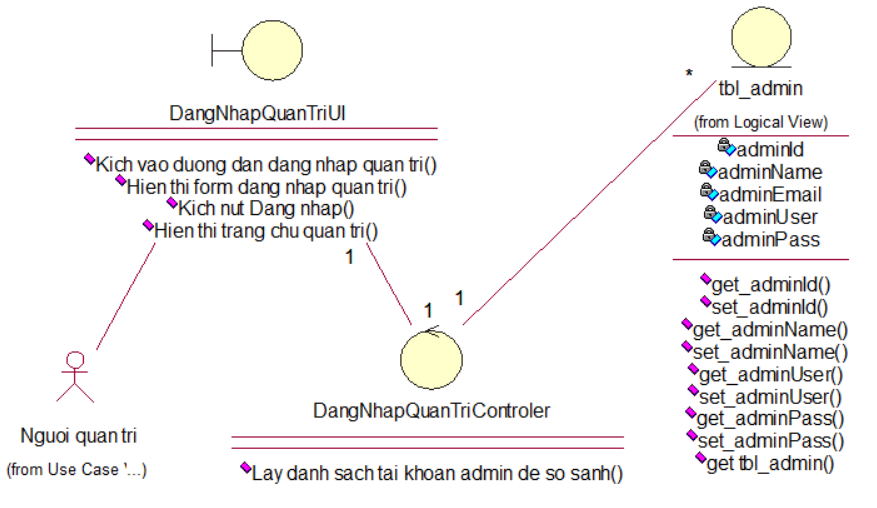 DangNhapQuanTriUI
Kich vao duong dan dang nhap quan tri()
Hien thi form dang nhap quan tri()
Kich nut Dang nhap()
Hien thi trang chu quan tri()
1
1
1
*
Nguoi quan tri
(from Use Case '...)
DangNhapQuanTriControler
Lay danh sach tai khoan admin de so sanh()
tbl_admin
(from Logical View)
adminId
adminName
adminEmail
adminUser
adminPass
get_adminId()
set_adminId()
get_adminName()
set_adminName()
get_adminUser()
set_adminUser()
get_adminPass()
set_adminPass()
get tbl_admin()